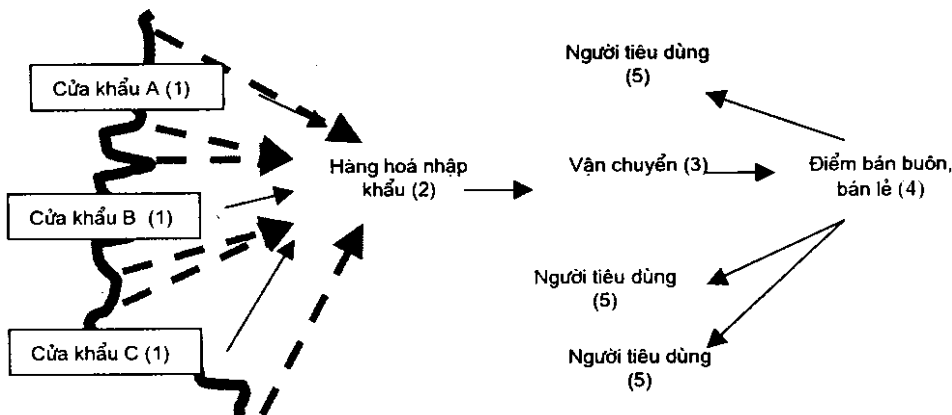 Người tiêu dùng
(5)
Cửa khẩu A (1)
Hàng hoá nhập
khẩu (2)
Vận chuyển (3)
Điểm bán buôn,
bán lẻ (4)
Cửa khẩu B (1)
Người tiêu dùng
(5)
Cửa khẩu C (1)
Người tiêu dùng
(5)